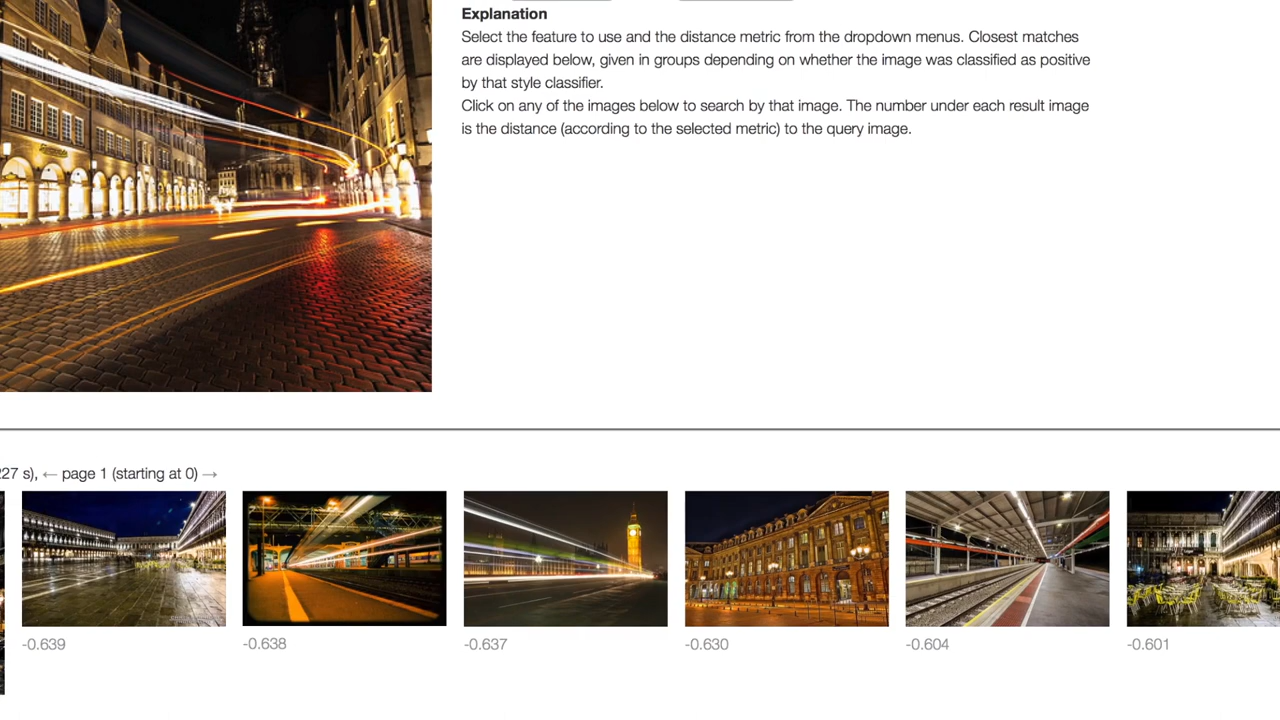 Explanation
Select the feature to use and the distance metric from the dropdown menus. Closest matches
are displayed below, given in groups depending on whether the image was classified as positive
by that style classifier.
Click on any of the images below to search by that image. The number under each result image
is the distance (according to the selected metric) to the query image.
27 s), ← page 1 (starting at 0) →
-0.639 -0.638 -0.637 -0.630 -0.604 -0.601